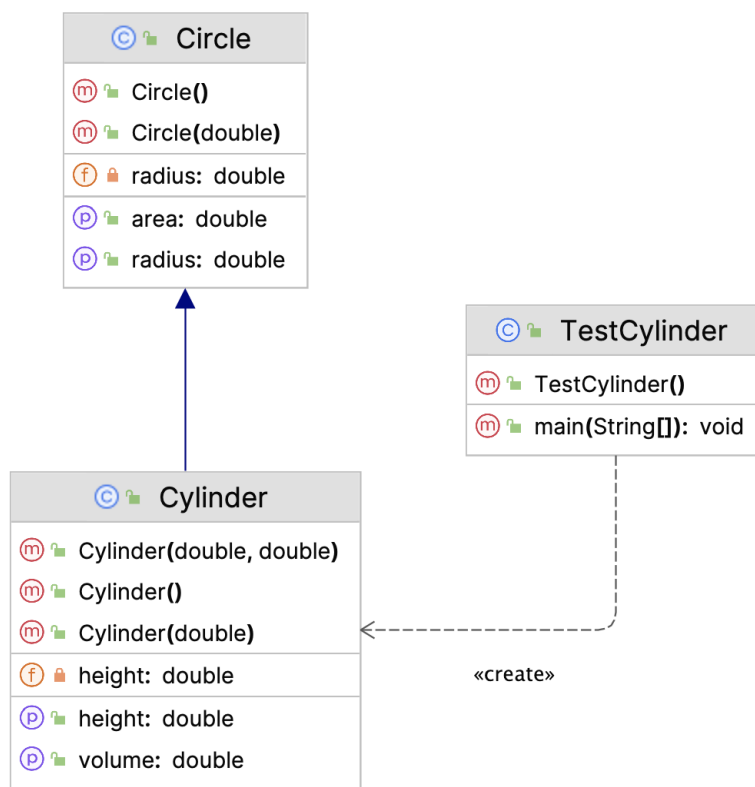 Circle
Circle()
Circle(double)
radius: double
area: double
radius: double
TestCylinder
TestCylinder()
main(String[]): void
Cylinder
Cylinder(double, double)
Cylinder()
Cylinder(double)
height: double
height: double
volume: double
«create»